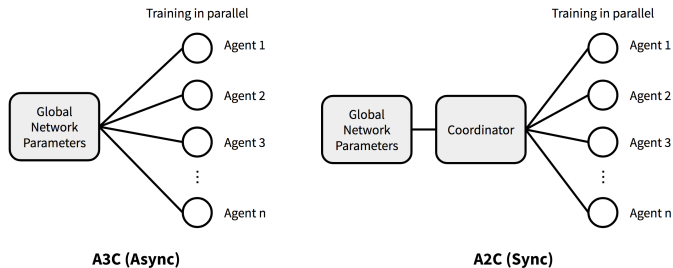 Training in parallel
Agent 1
Agent 2
Agent 3
Agent n
Global
Network
Parameters
A3C (Async)
Training in parallel
Agent 1
Agent 2
Agent 3
Agent n
Global
Network
Parameters
Coordinator
A2C (Sync)